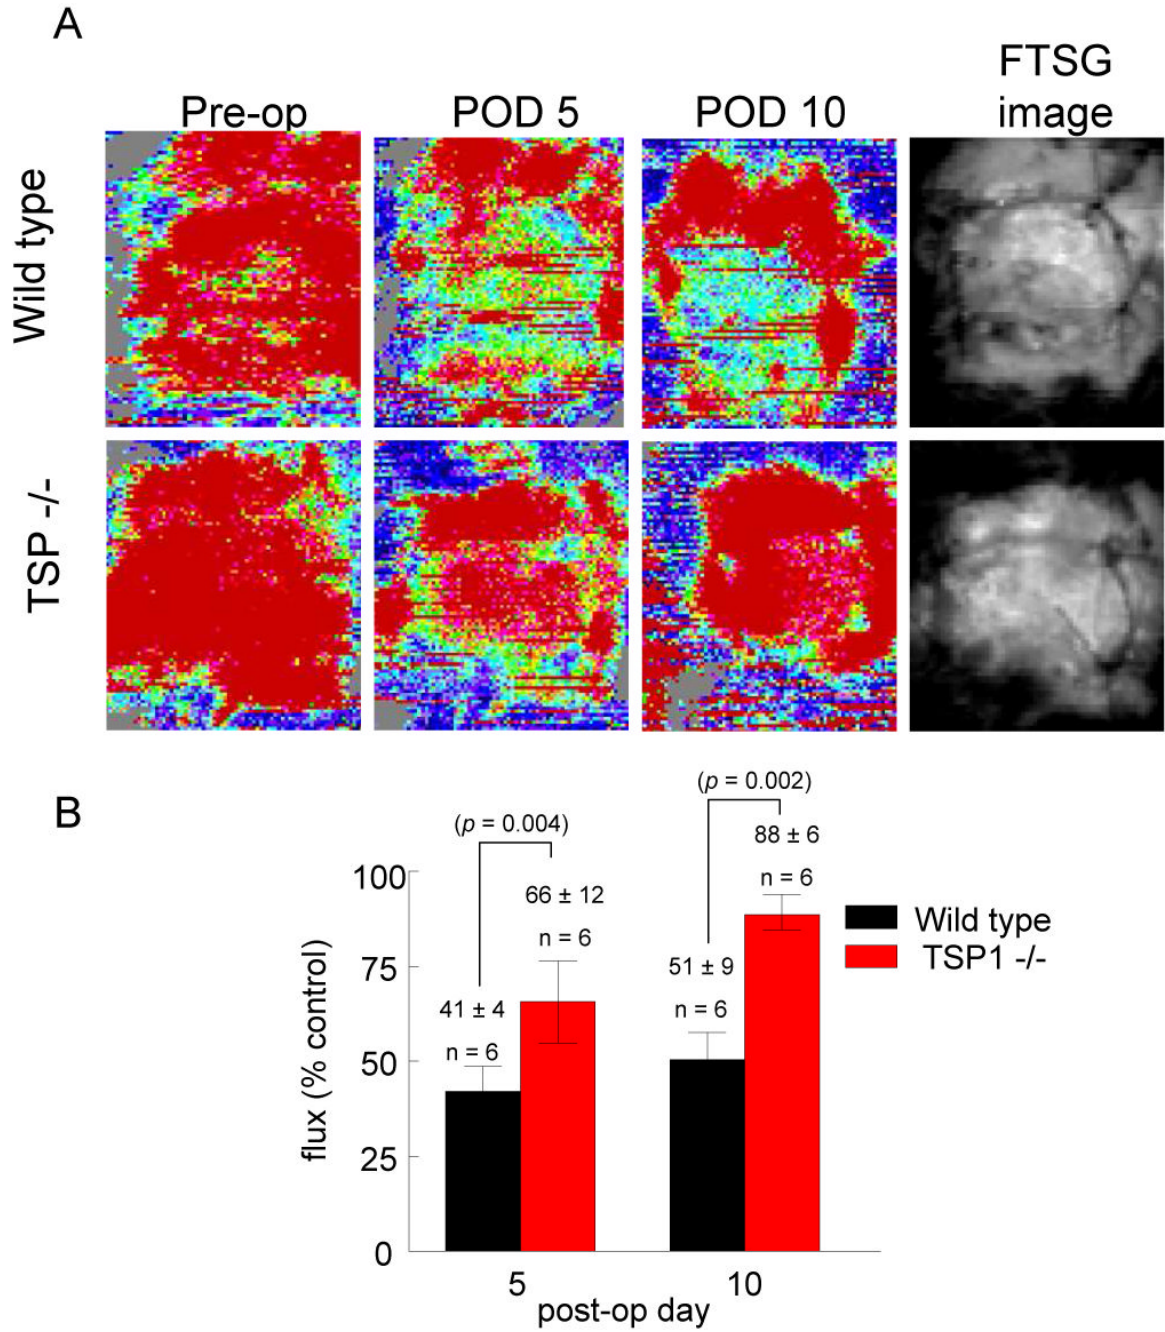 A
FTSG
image
Pre-op
POD 5
POD 10
Wild type
TSP -/-
B
(p = 0.004)
(p = 0.002)
88 ± 6
n = 6
66 ± 12
n = 6
51 ± 9
n = 6
41 ± 4
n = 6
100
75
50
25
0
flux (% control)
5
10
post-op day
Wild type
TSP1 -/-